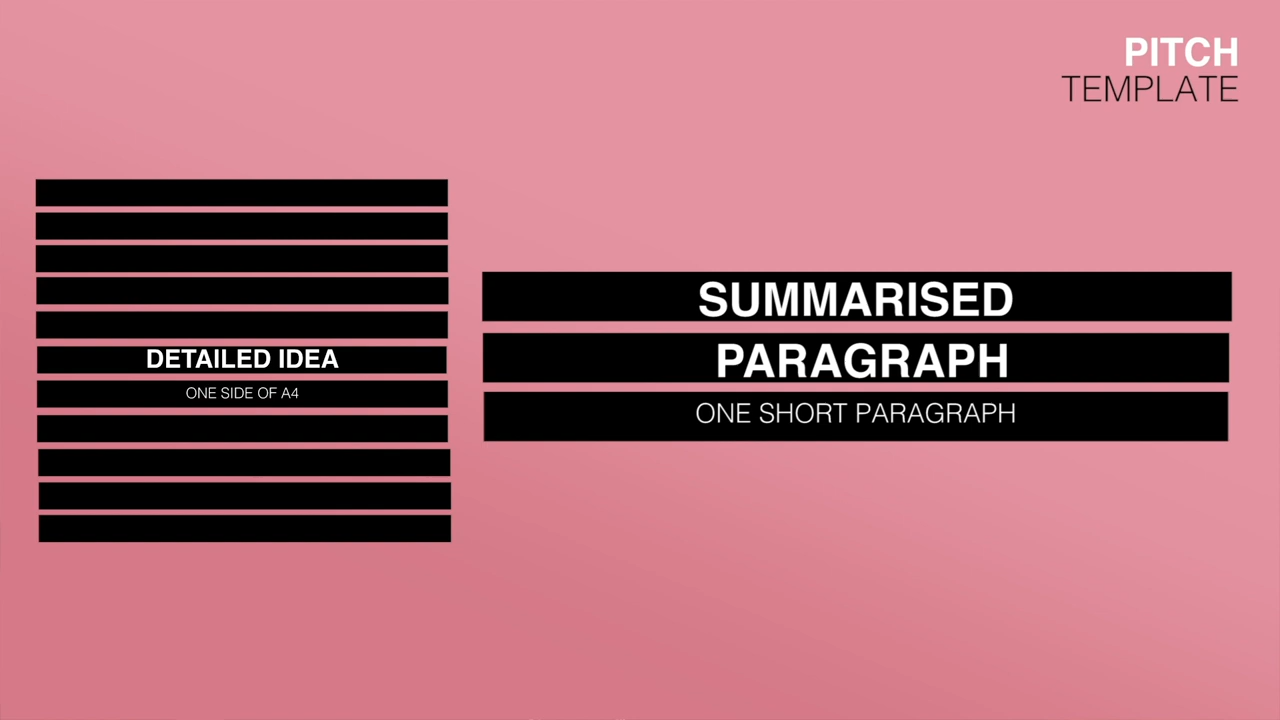 PITCH
TEMPLATE
DETAILED IDEA
ONE SIDE OF A4
SUMMARISED
PARAGRAPH
ONE SHORT PARAGRAPH